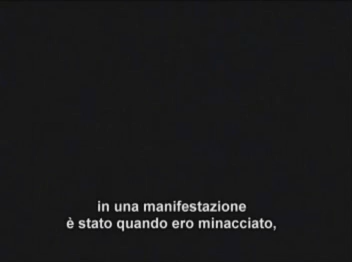 in una manifestazione
è stato quando ero minacciato,